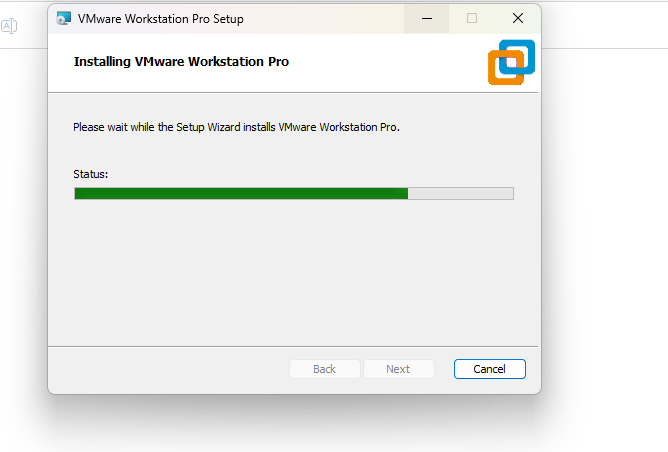 VMware Workstation Pro Setup
Installing VMware Workstation Pro
Please wait while the Setup Wizard installs VMware Workstation Pro.
Status:
Back
Next
Cancel